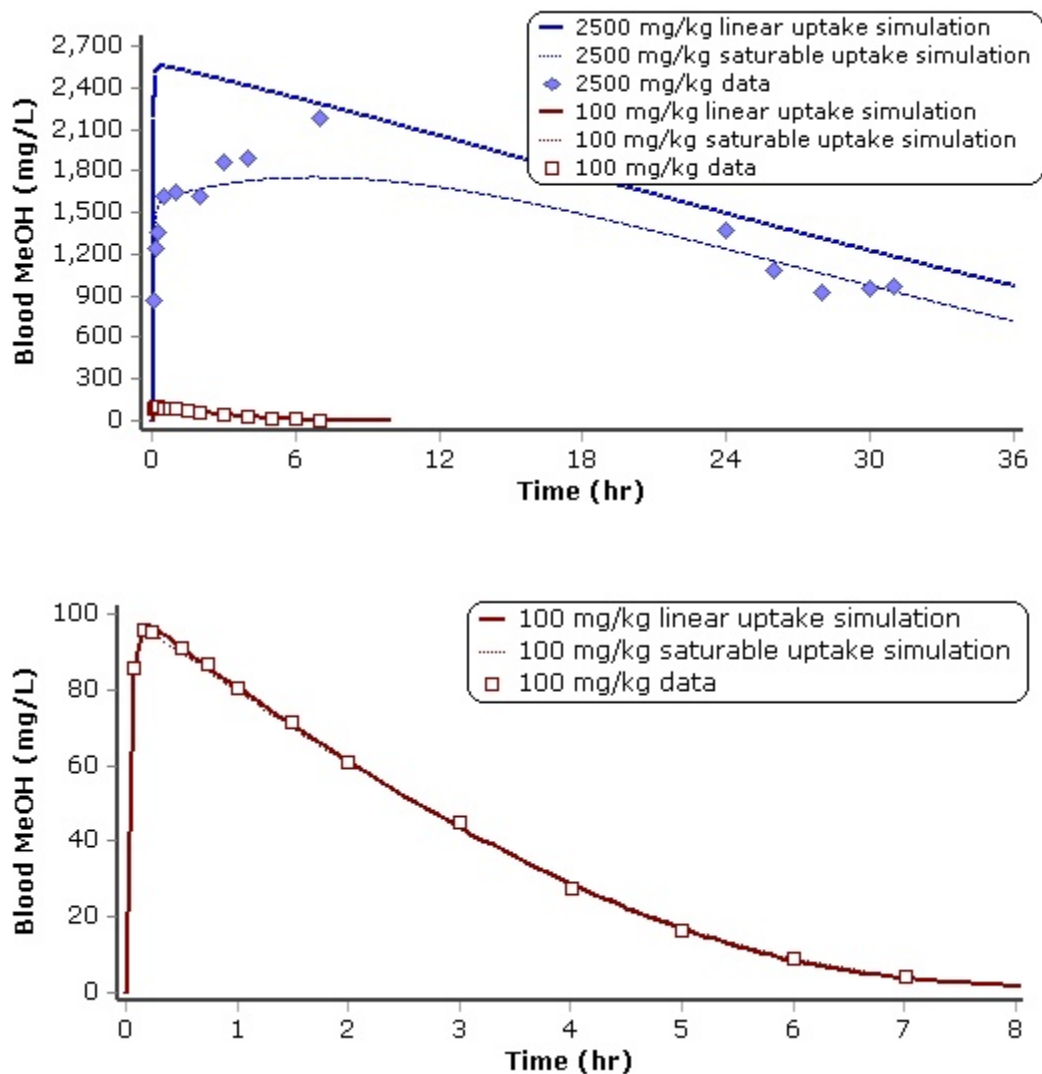 2500 mg/kg linear uptake simulation
2500 mg/kg saturable uptake simulation
2500 mg/kg data
100 mg/kg linear uptake simulation
100 mg/kg saturable uptake simulation
100 mg/kg data
Blood MeOH (mg/L)
2,700
2,400
2,100
1,800
1,500
1,200
900
600
300
0
0 6 12 18 24 30 36
Time (hr)
100 mg/kg linear uptake simulation
100 mg/kg saturable uptake simulation
100 mg/kg data
Blood MeOH (mg/L)
100
80
60
40
20
0
0 1 2 3 4 5 6 7 8
Time (hr)